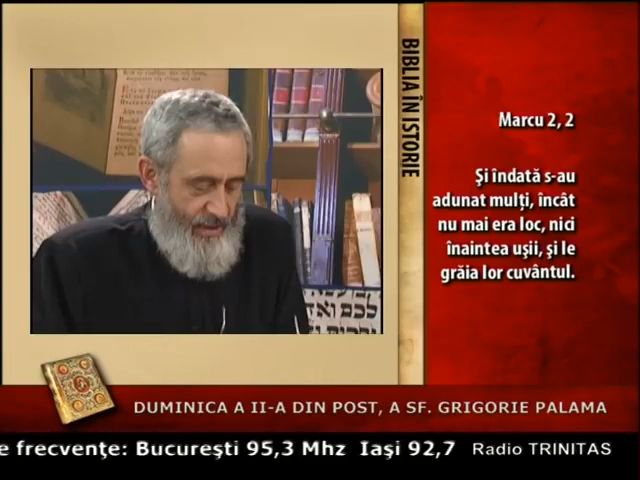 BIBLIA ÎN ISTORIE
Marcu 2, 2
Şi îndată s-au
adunat mulţi, încât
nu mai era loc, nici
înaintea uşii, şi le
grăia lor cuvântul.
DUMINICA A II-A DIN POST, A SF. GRIGORIE PALAMA
e frecvenţe: Bucureşti 95,3 Mhz Iaşi 92,7 Radio TRINITAS